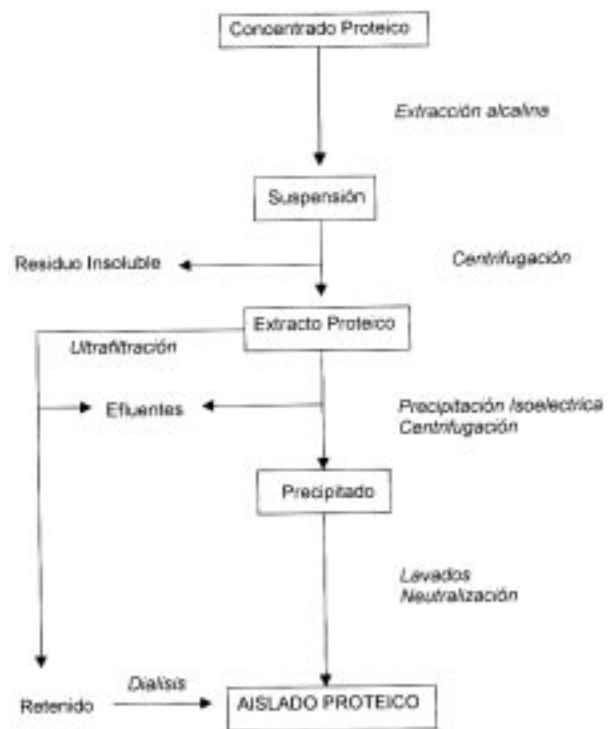 Concentrado Proteico
Extracción alcalina
Suspensión
Residuo Insoluble
Centrifugación
Extracto Proteico
Ultrafiltración
Efluentes
Precipitación Isoelectrica
Centrifugación
Precipitado
Lavados
Neutralización
Dialisis
Retenido
AISLADO PROTEICO